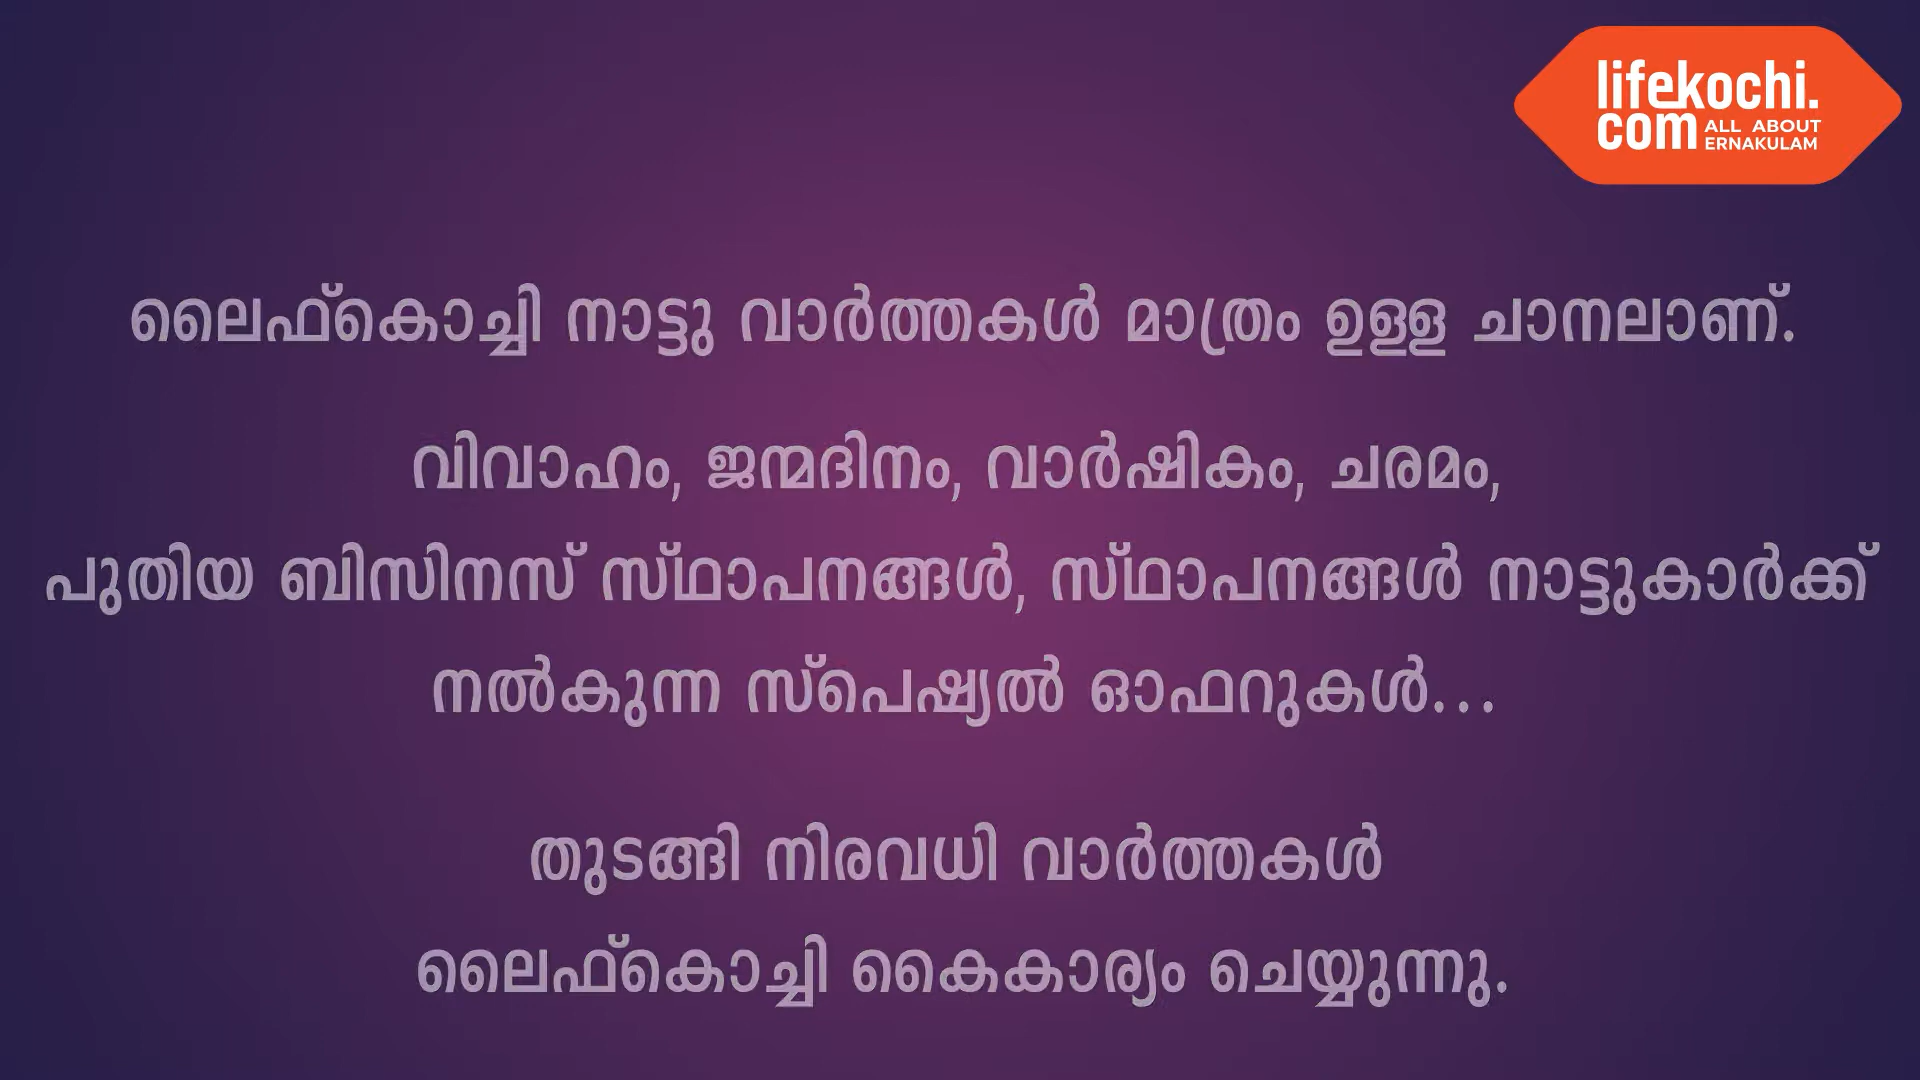 lifekochi.
com ALL ABOUT
ERNAKULAM
ലൈഫ്കൊച്ചി നാട്ടു വാർത്തകൾ മാത്രം ഉള്ള ചാനലാണ്.
വിവാഹം, ജന്മദിനം, വാർഷികം, ചരമം,
പുതിയ ബിസിനസ് സ്ഥാപനങ്ങൾ, സ്ഥാപനങ്ങൾ നാട്ടുകാർക്ക്
നൽകുന്ന സ്പെഷ്യൽ ഓഫറുകൾ...
തുടങ്ങി നിരവധി വാർത്തകൾ
ലൈഫ്കൊച്ചി കൈകാര്യം ചെയ്യുന്നു.